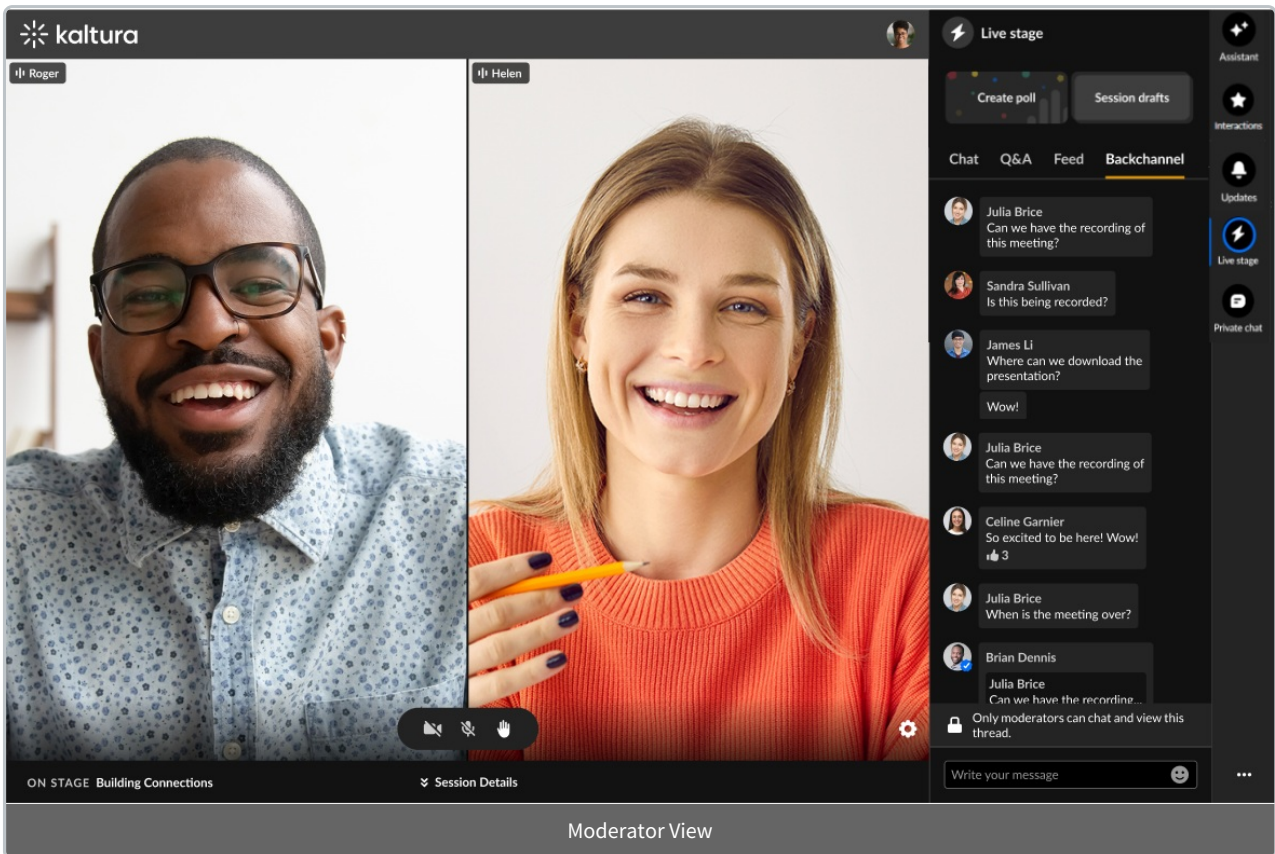 kaltura
Roger
Helen
Live stage
Create poll
Session drafts
Chat
Q&A
Feed
Backchannel
Julia Brice
Can we have the recording of
this meeting?
Sandra Sullivan
Is this being recorded?
James Li
Where can we download the
presentation?
Wow!
Julia Brice
Can we have the recording of
this meeting?
Celine Garnier
So excited to be here! Wow!
3
Julia Brice
When is the meeting over?
Brian Dennis
Julia Brice
Can we have the recording...
Only moderators can chat and view this
thread.
Write your message
Assistant
Interactions
Updates
Live stage
Private chat
ON STAGE Building Connections
Session Details
Moderator View